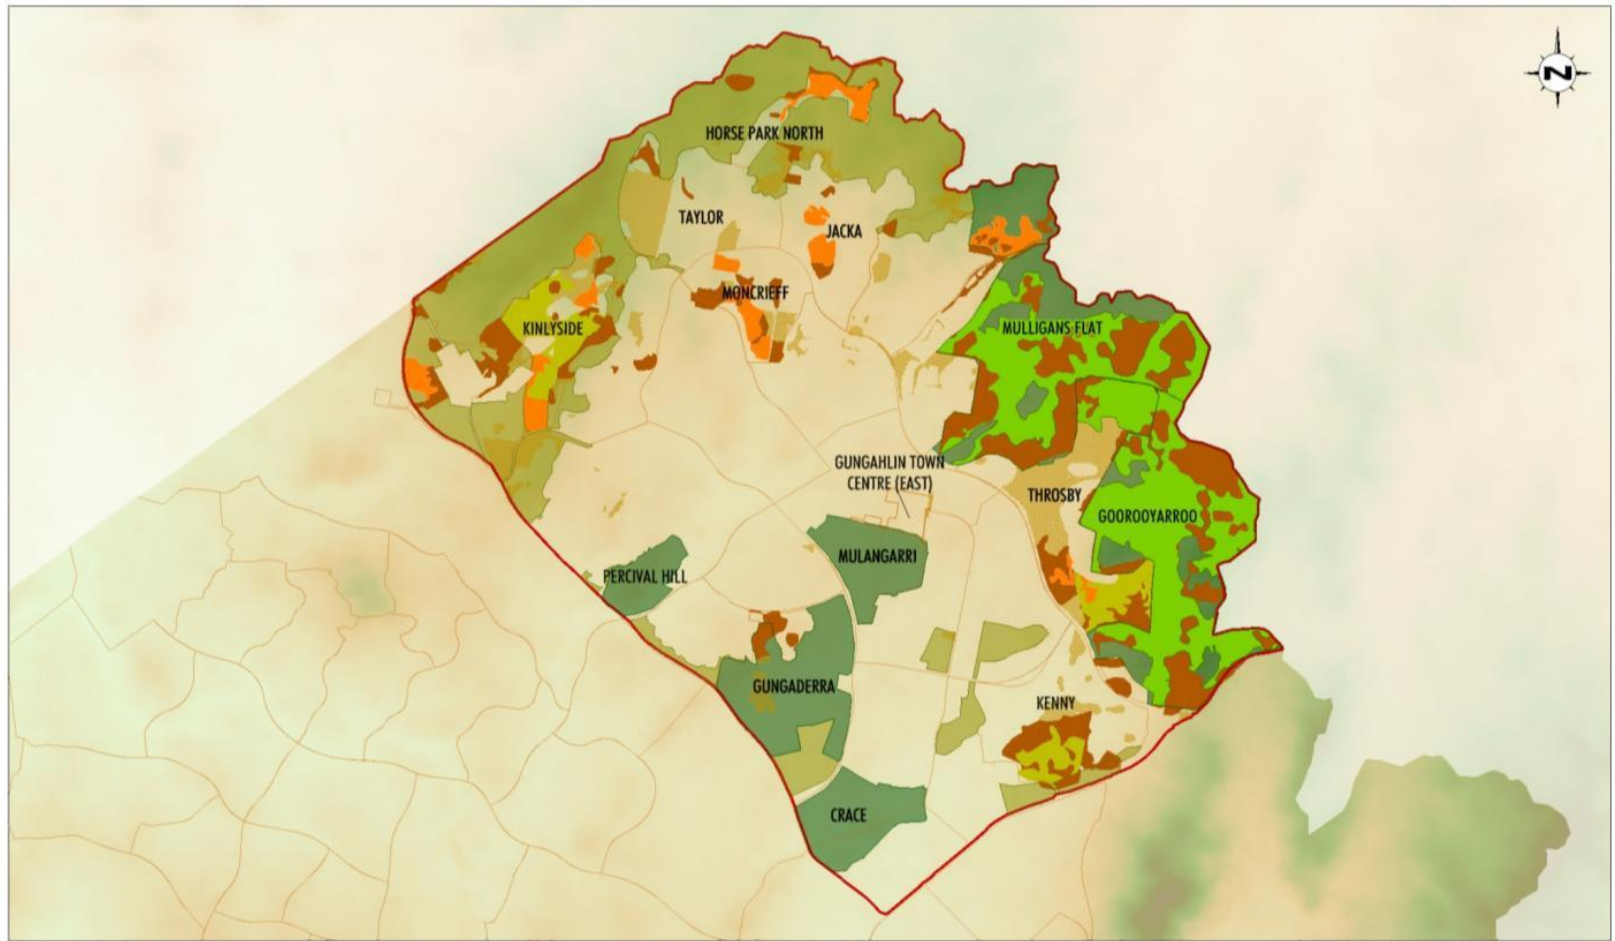 N
HORSE PARK NORTH
TAYLOR
JACKA
MONCRIEFF
KINLYSIDE
MULLIGANS FLAT
GUNGAHLIN TOWN
CENTRE (EAST)
THROSBY
GOOROOYARROO
MULANGARRI
PERCIVAL HILL
GUNGADERRA
KENNY
CRACE